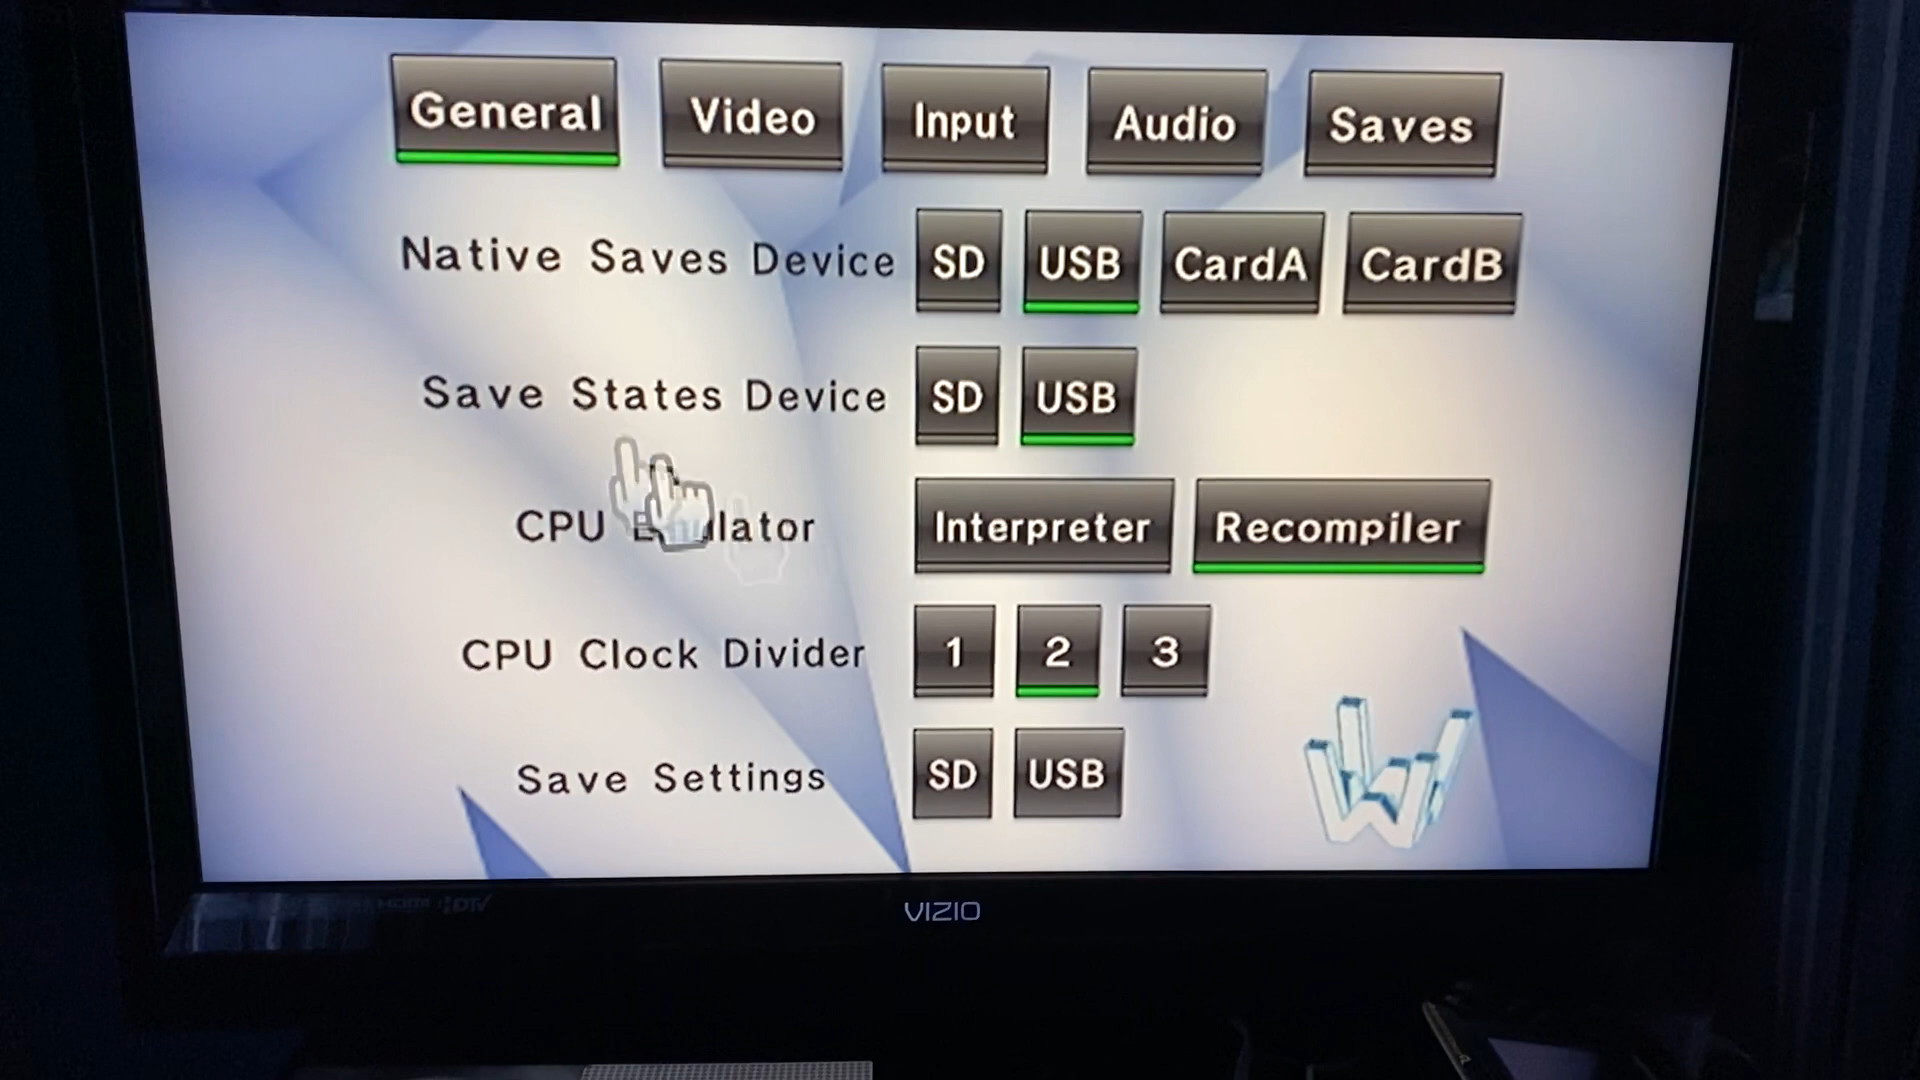 General Video Input Audio Saves
Native Saves Device SD USB CardA CardB
Save States Device SD USB
CPU Emulator Interpreter Recompiler
CPU Clock Divider 1 2 3
Save Settings SD USB
VIZIO